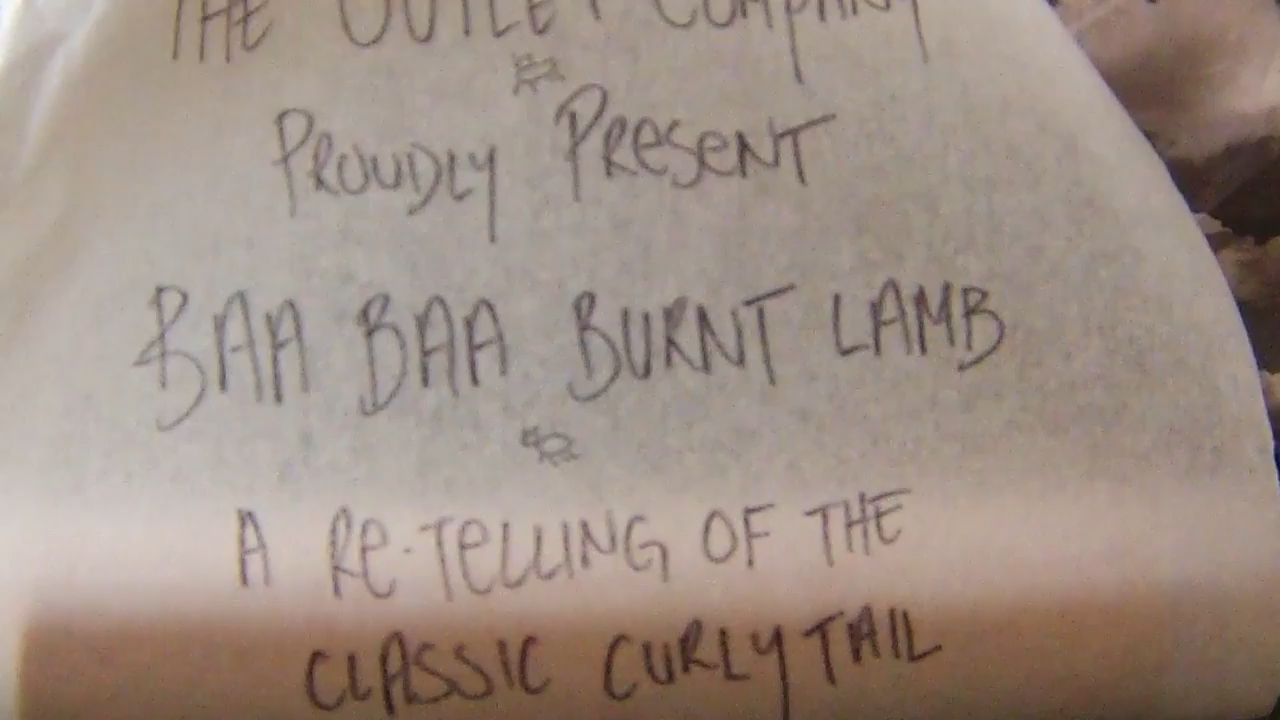 THE OUTLET COMPANY
PROUDLY PRESENT
BAA BAA BURNT LAMB
A Re-TeLLING OF THE
CLASSIC CURLY TAIL